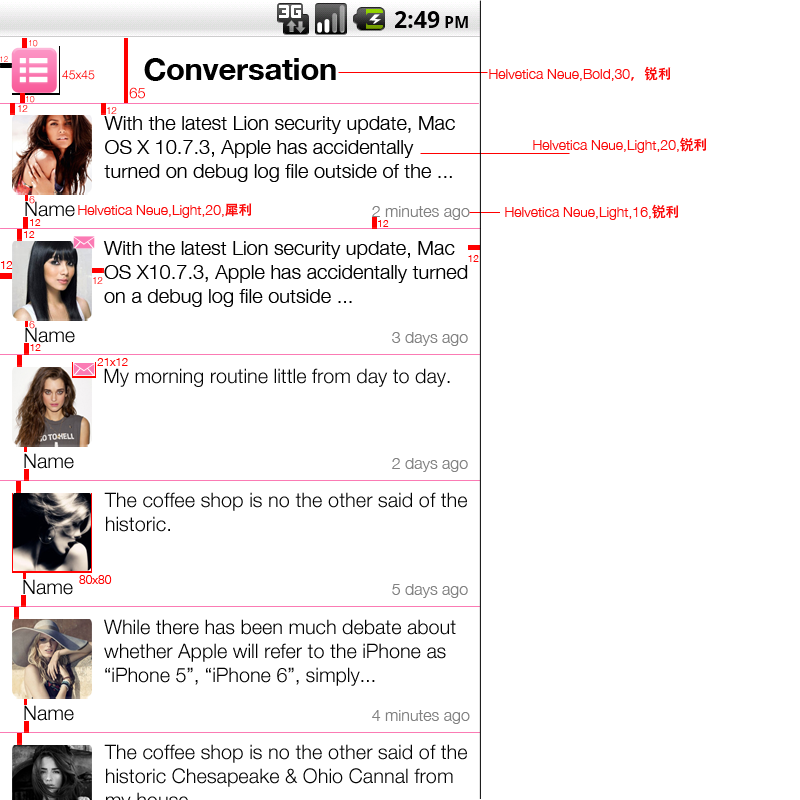 3G 2:49 PM
10
12
45x45
Conversation
Helvetica Neue,Bold,30, 锐利
65
10
12
12
With the latest Lion security update, Mac
OS X 10.7.3, Apple has accidentally
Helvetica Neue,Light,20,锐利
turned on debug log file outside of the ...
6
Name
Helvetica Neue,Light,20,犀利
2 minutes ago
Helvetica Neue,Light,16,锐利
12
12
12
With the latest Lion security update, Mac
12
12
OS X10.7.3, Apple has accidentally turned
12
on a debug log file outside ...
6
Name
3 days ago
12
21x12
My morning routine little from day to day.
GO TO HELL
Name
2 days ago
The coffee shop is no the other said of the
historic.
80x80
Name
5 days ago
While there has been much debate about
whether Apple will refer to the iPhone as
“iPhone 5”, “iPhone 6”, simply...
Name
4 minutes ago
The coffee shop is no the other said of the
historic Chesapeake & Ohio Cannal from
my house